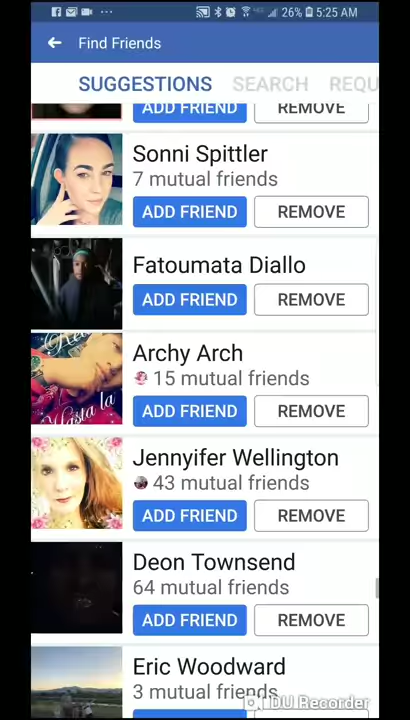 26% 5:25 AM
Find Friends
SUGGESTIONS SEARCH REQU
ADD FRIEND REMOVE
Sonni Spittler
7 mutual friends
ADD FRIEND REMOVE
Fatoumata Diallo
ADD FRIEND REMOVE
Archy Arch
15 mutual friends
ADD FRIEND REMOVE
Jennyifer Wellington
43 mutual friends
ADD FRIEND REMOVE
Deon Townsend
64 mutual friends
ADD FRIEND REMOVE
Eric Woodward
3 mutual friends
DU Recorder